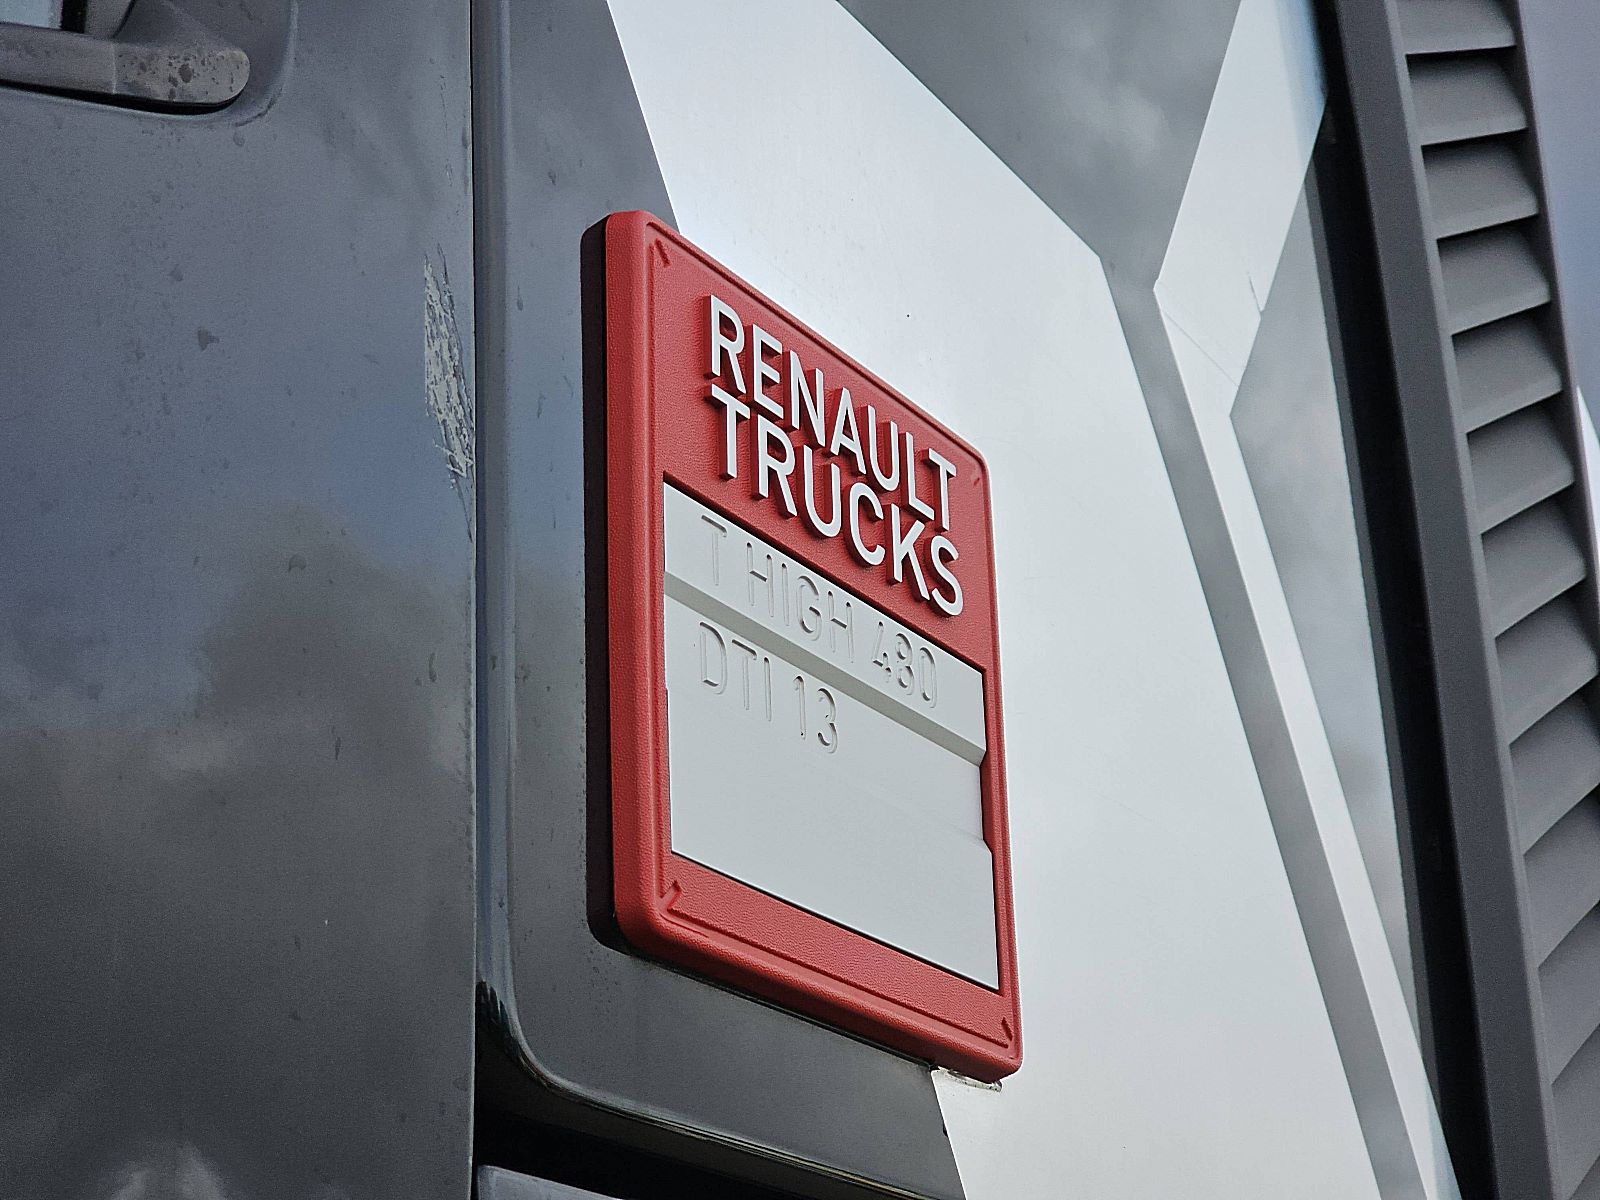 RENAULT
TRUCKS
T HIGH 480
DTI 13